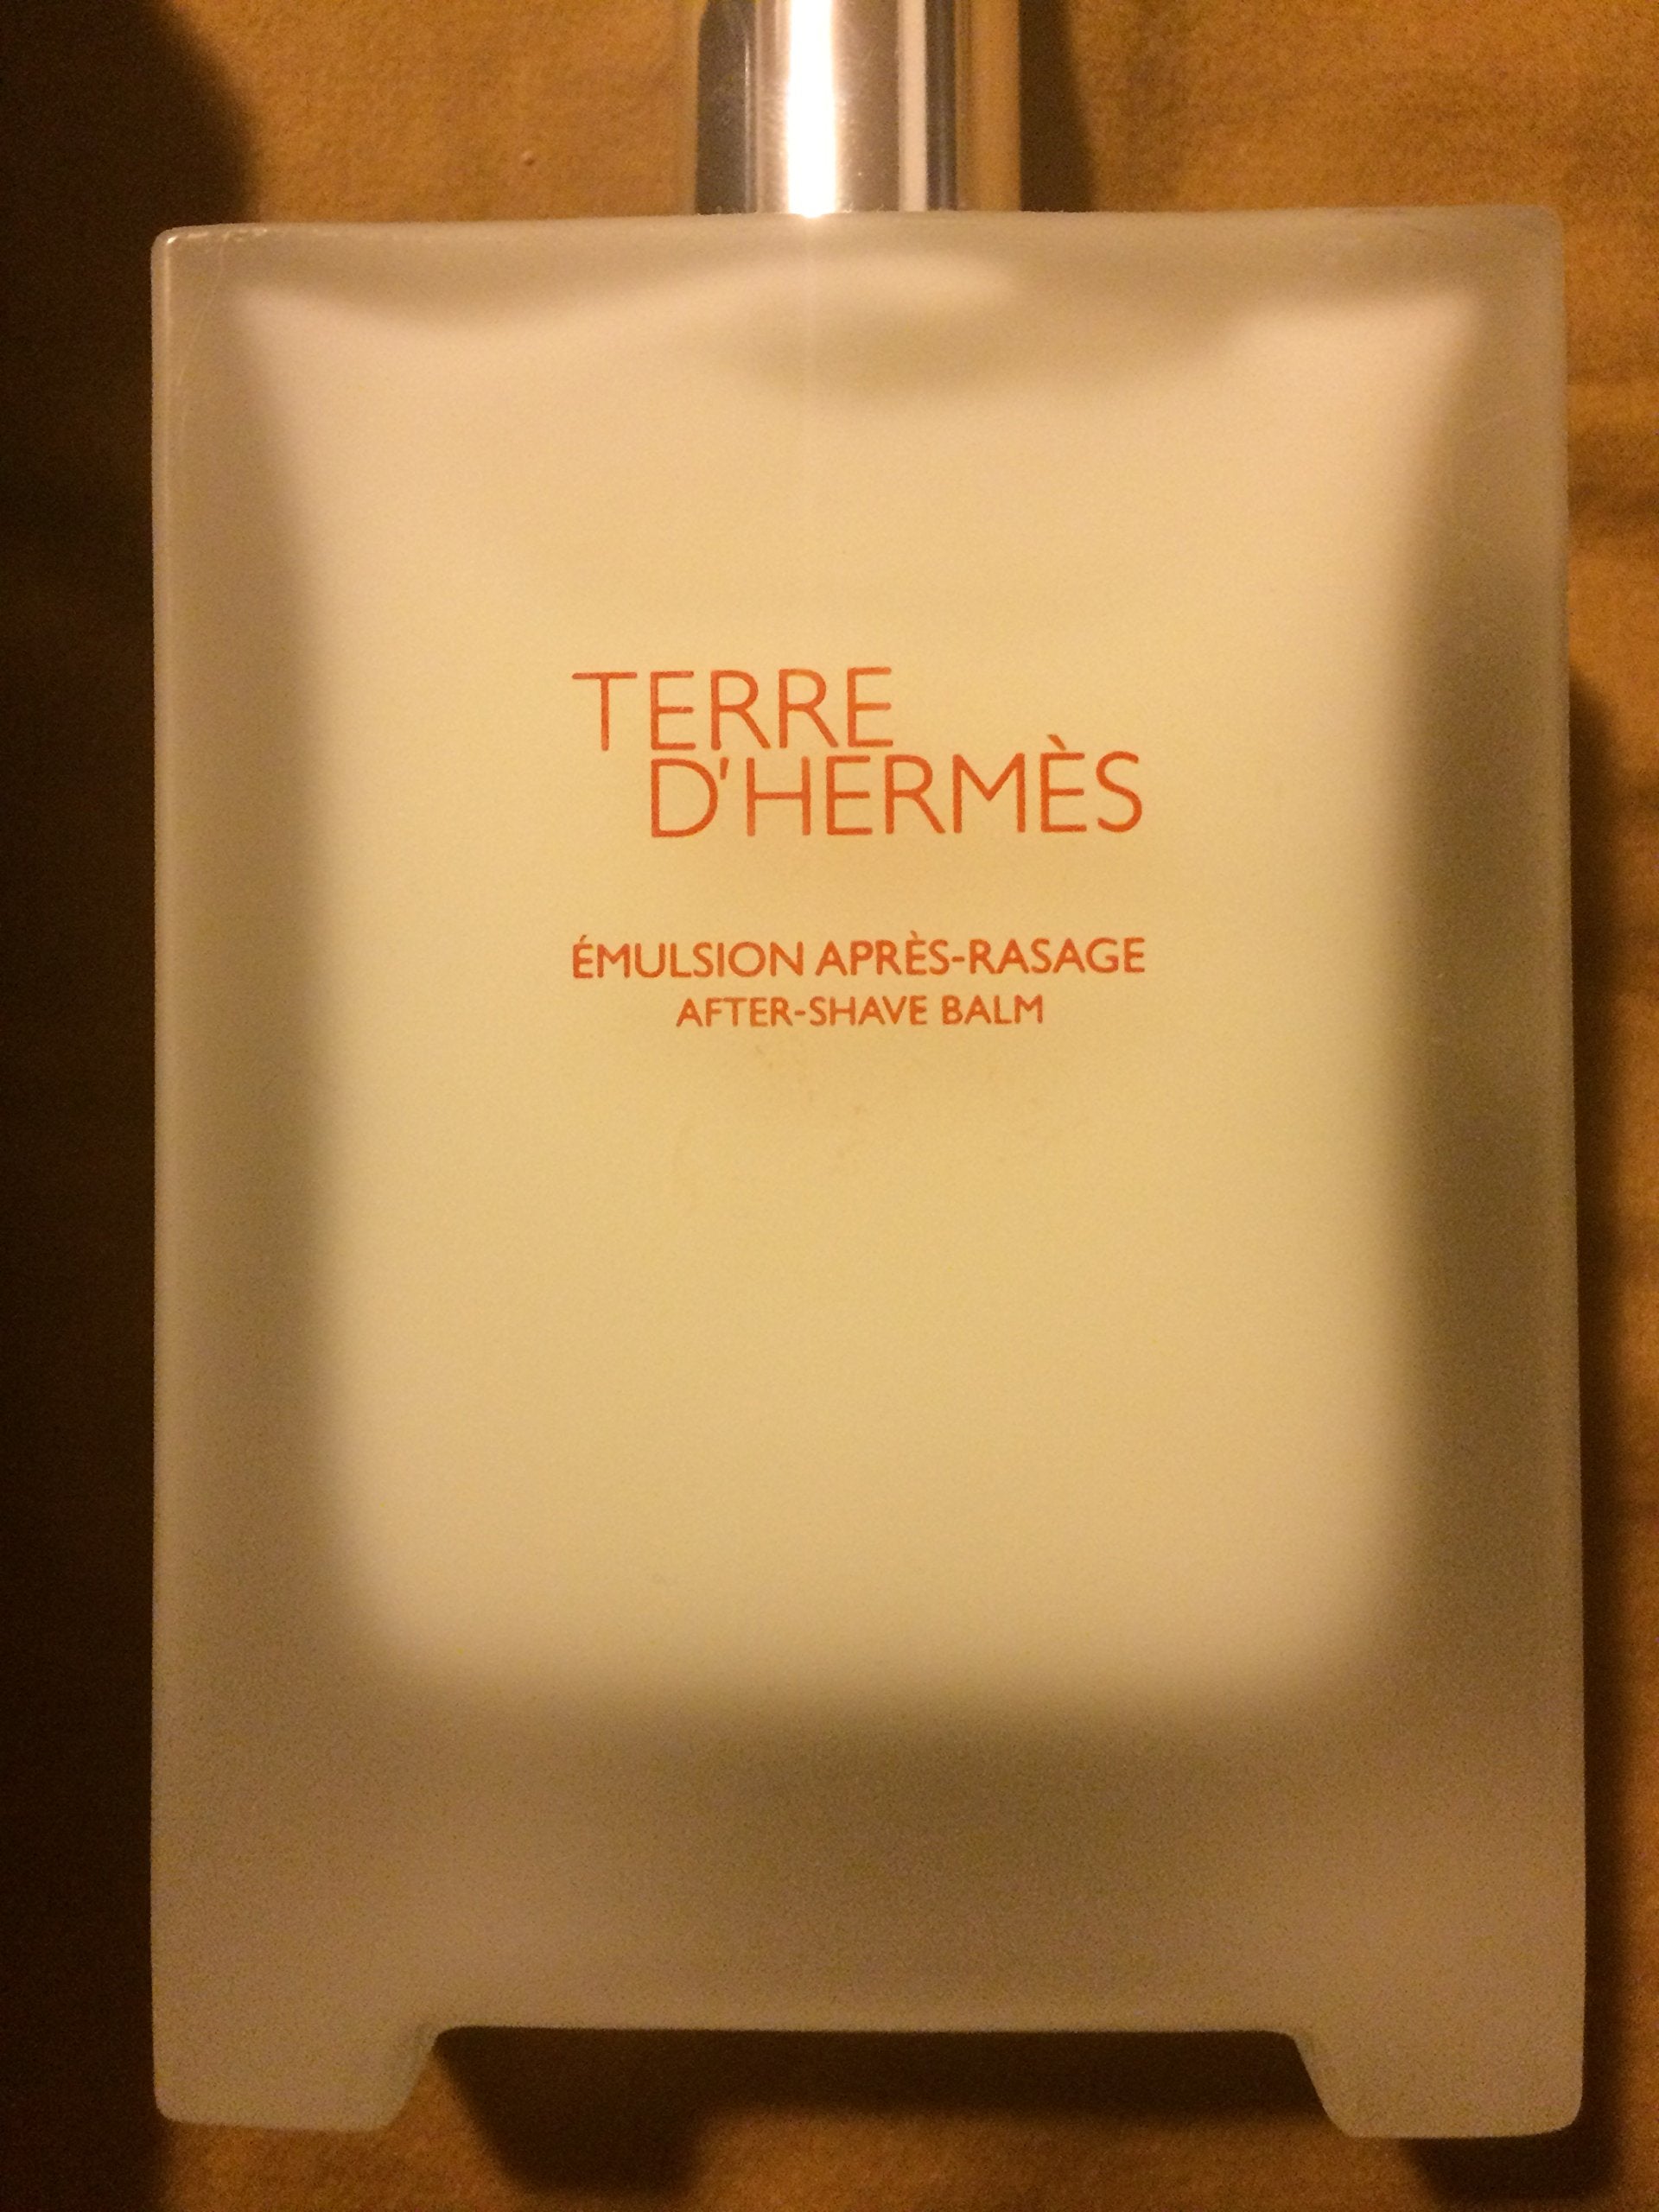 TERRE
D'HERMÈS
ÉMULSION APRÈS-RASAGE
AFTER-SHAVE BALM